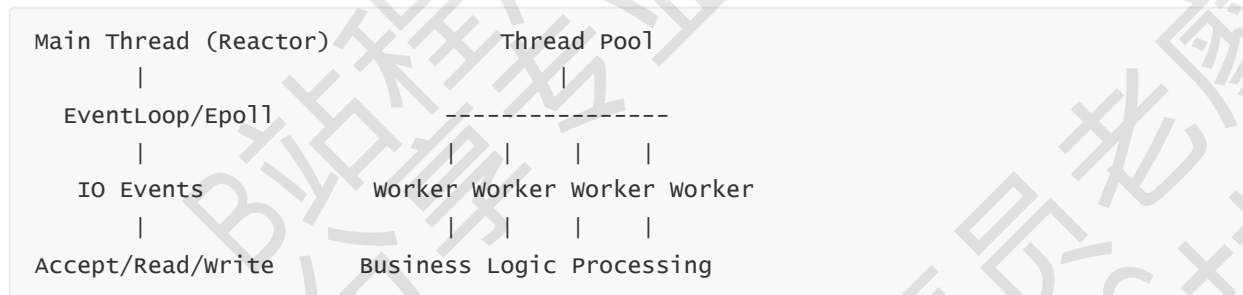 Main Thread (Reactor)            Thread Pool
       |                             |
  EventLoop/Epoll            ----------------
       |                     |   |    |    |
   IO Events            Worker Worker Worker Worker
       |                     |   |    |    |
Accept/Read/Write      Business Logic Processing